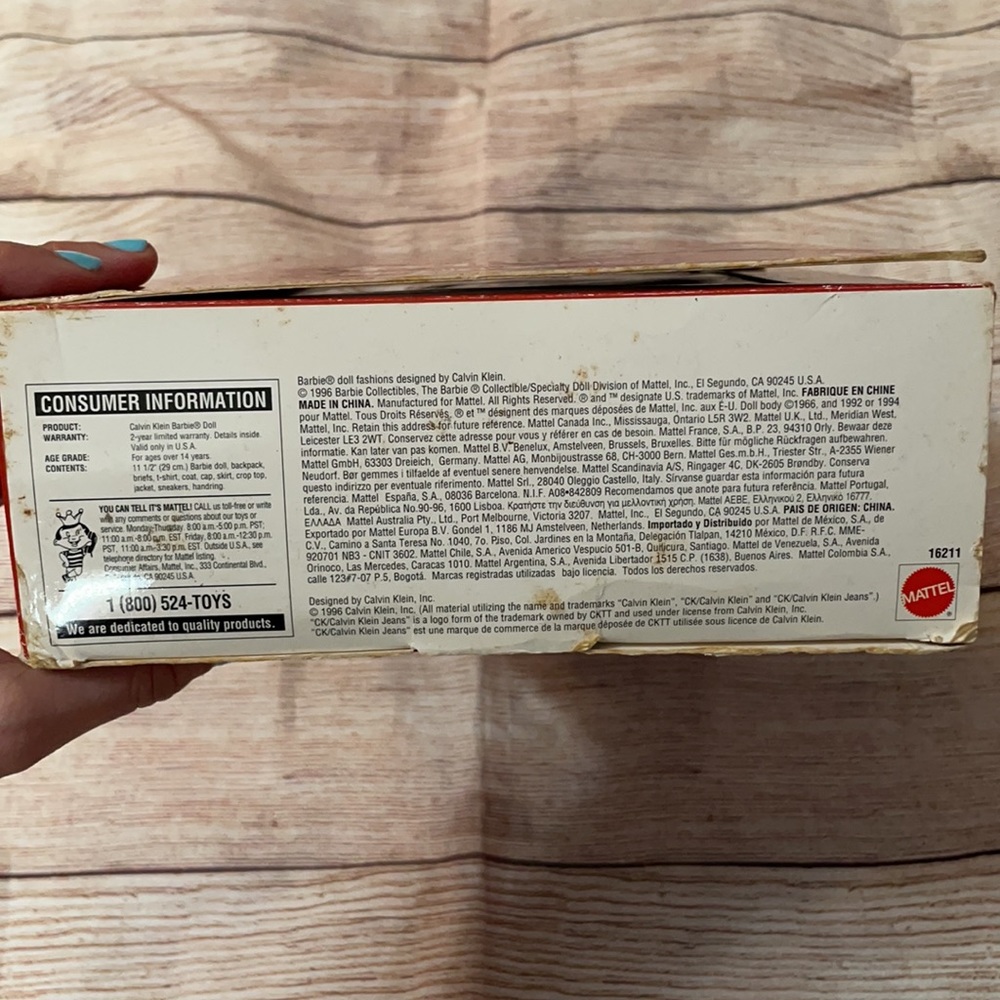 CONSUMER INFORMATION
PRODUCT: Calvin Klein Barbie® Doll
WARRANTY: 2-year limited warranty. Details inside.
Valid only in U.S.A.
AGE GRADE: For ages over 14 years
CONTENTS: 11 1/2" (29 cm.) Barbie doll, backpack,
briefs, t-shirt, coat, cap, skirt, crop top,
jacket, sneakers, handring.
YOU CAN TELL IT'S MATTEL! CALL us toll-free or write
with any comments or questions about our toys or
service. Monday-Thursday 8:00 a.m.-5:00 p.m. PST;
11:00 a.m.-8:00 p.m. EST, Friday, 8:00 a.m.-12:30 p.m.
PST, 11:00 a.m.-3:30 p.m. EST. Outside U.S.A., see
telephone directory for Mattel listing.
Consumer Affairs, Mattel, Inc., 333 Continental Blvd.,
CA 90245 U.S.A.
1 (800) 524-TOYS
We are dedicated to quality products.
Barbie® doll fashions designed by Calvin Klein.
© 1996 Barbie Collectibles, The Barbie ® Collectible/Specialty Doll Division of Mattel, Inc., El Segundo, CA 90245 U.S.A.
MADE IN CHINA. Manufactured for Mattel. All Rights Reserved. ® and ™ designate U.S. trademarks of Mattel, Inc. FABRIQUE EN CHINE
pour Mattel. Tous Droits Réservés. ® et ™ désignent des marques déposées de Mattel, Inc. aux É-U. Doll body ©1966, and 1992 or 1994
Mattel, Inc. Retain this address for future reference. Mattel Canada Inc., Mississauga, Ontario L5R 3W2. Mattel U.K., Ltd., Meridian West,
Leicester LE3 2WT. Conservez cette adresse pour vous y référer en cas de besoin. Mattel France, S.A., B.P. 23, 94310 Orly. Bewaar deze
informatie. Kan later van pas komen. Mattel B.V. Benelux, Amstelveen, Brussels, Bruxelles. Bitte für mögliche Rückfragen aufbewahren.
Mattel GmbH, 63303 Dreieich, Germany. Mattel AG, Monbijoustrasse 68, CH-3000 Bern. Mattel Ges.m.b.H., Triester Str., A-2355 Wiener
Neudorf. Bør gemmes i tilfælde af eventuel senere henvendelse. Mattel Scandinavia A/S, Ringager 4C, DK-2605 Brøndby. Conserva
questo indirizzo per eventuale riferimento. Mattel Srl., 28040 Oleggio Castello, Italy. Sírvanse guardar esta información para futura
referencia. Mattel España, S.A., 08036 Barcelona. N.I.F. A08•842809 Recomendamos que anote para futura referência. Mattel Portugal,
Lda., Av. da República No.90-96, 1600 Lisboa. Κρατήστε την διεύθυνση για μελλοντική χρήση. Mattel AEBE, Ελληνικού 2, Ελληνικό 16777.
ΕΛΛΑΔΑ Mattel Australia Pty., Ltd., Port Melbourne, Victoria 3207. Mattel, Inc., El Segundo, CA 90245 U.S.A. PAIS DE ORIGEN: CHINA.
Exportado por Mattel Europa B.V. Gondel 1, 1186 MJ Amstelveen, Netherlands. Importado y Distribuido por Mattel de México, S.A., de
C.V., Camino a Santa Teresa No. 1040, 7o. Piso, Col. Jardines en la Montaña, Delegación Tlalpan, 14210 México, D.F. R.F.C. MME-
920701 NB3 - CNIT 3602. Mattel Chile, S.A., Avenida Americo Vespucio 501-B, Quilicura, Santiago. Mattel de Venezuela, S.A., Avenida
Orinoco, Las Mercedes, Caracas 1010. Mattel Argentina, S.A., Avenida Libertador 1515 C.P. (1638), Buenos Aires. Mattel Colombia S.A.,
calle 123#7-07 P.5, Bogotá. Marcas registradas utilizadas bajo licencia. Todos los derechos reservados.
16211
MATTEL
Designed by Calvin Klein, Inc.
© 1996 Calvin Klein, Inc. (All material utilizing the name and trademarks "Calvin Klein", "CK/Calvin Klein" and "CK/Calvin Klein Jeans".)
"CK/Calvin Klein Jeans" is a logo form of the trademark owned by CKTT and used under license from Calvin Klein, Inc.
"CK/Calvin Klein Jeans" est une marque de commerce de la marque déposée de CKTT utilisée sous licence de Calvin Klein.